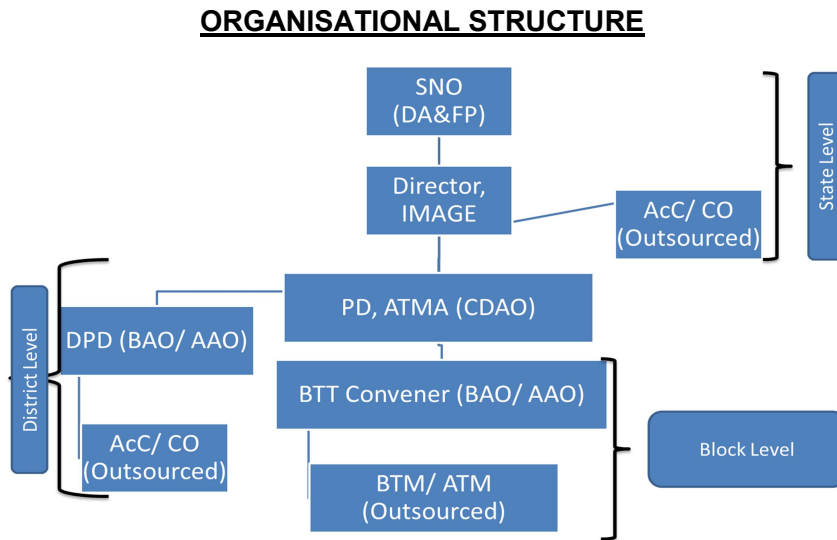 ORGANISATIONAL STRUCTURE
SNO
(DA&FP)
State Level
Director,
IMAGE
AcC/ CO
(Outsourced)
PD, ATMA (CDAO)
District Level
DPD (BAO/ AAO)
BTT Convener (BAO/ AAO)
Block Level
AcC/ CO
(Outsourced)
BTM/ ATM
(Outsourced)